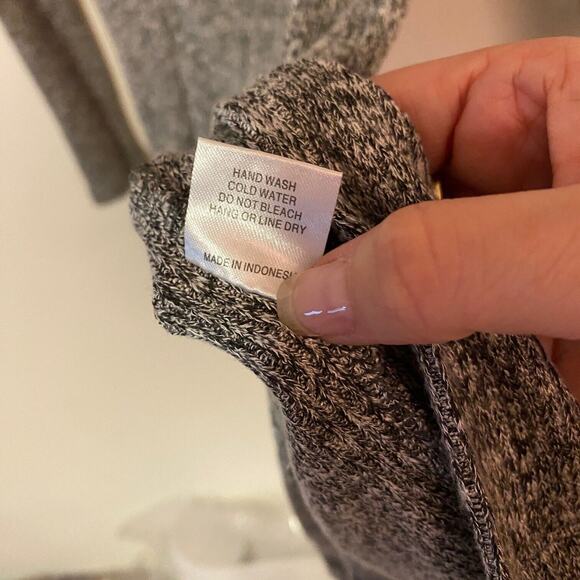 HAND WASH
COLD WATER
DO NOT BLEACH
HANG OR LINE DRY
MADE IN INDONESI